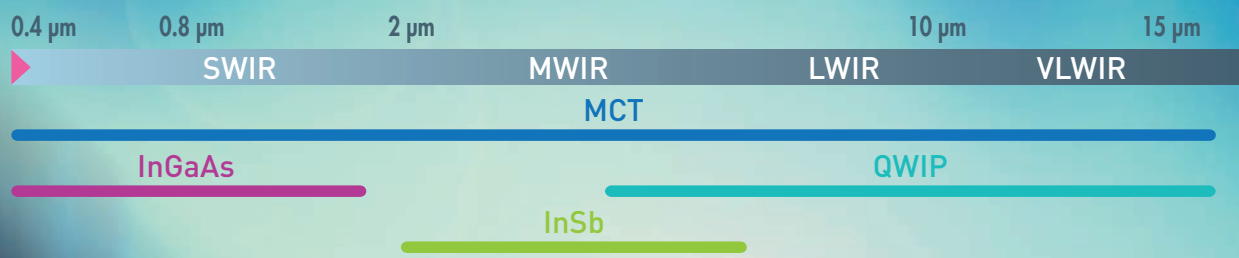 0.4 µm 0.8 µm 2 µm 10 µm 15 µm
SWIR MWIR LWIR VLWIR
MCT
InGaAs QWIP
InSb